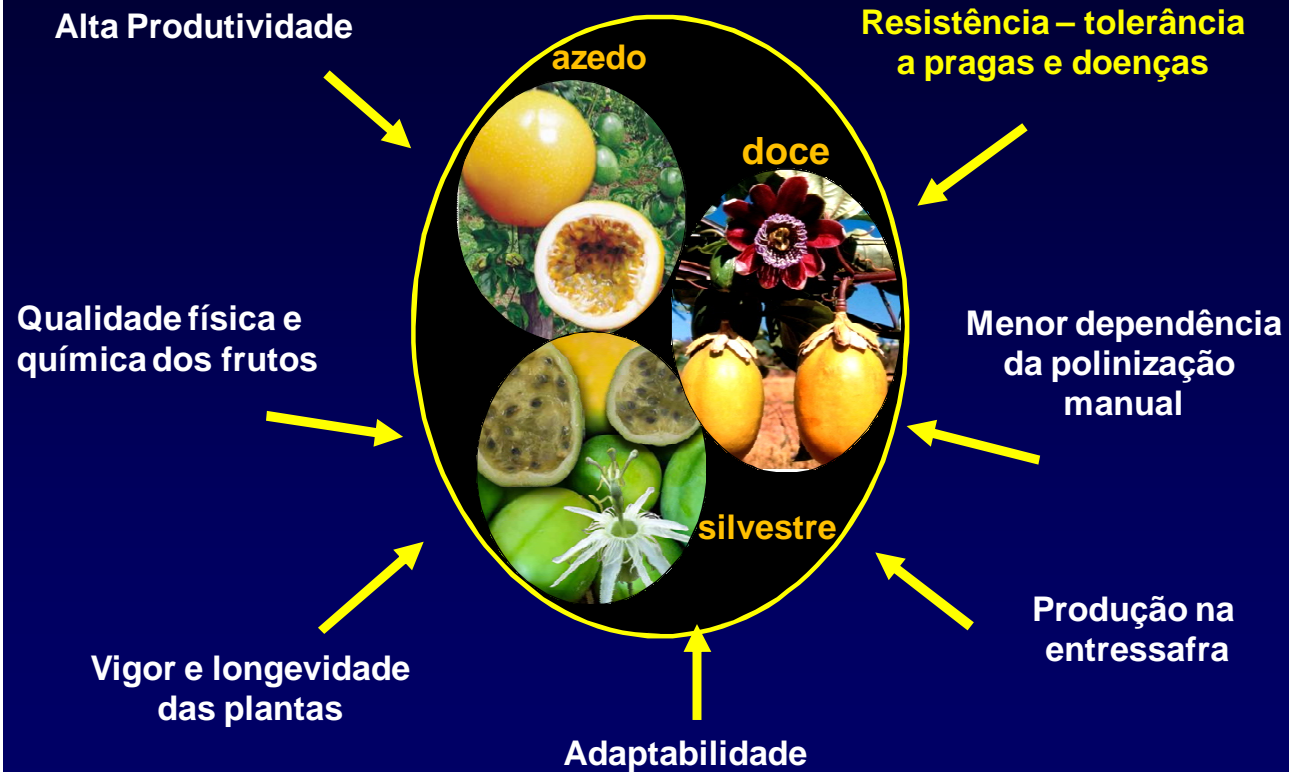 Alta Produtividade
Resistência – tolerância
a pragas e doenças
azedo
doce
Qualidade física e
química dos frutos
Menor dependência
da polinização
manual
silvestre
Vigor e longevidade
das plantas
Produção na
entressafra
Adaptabilidade